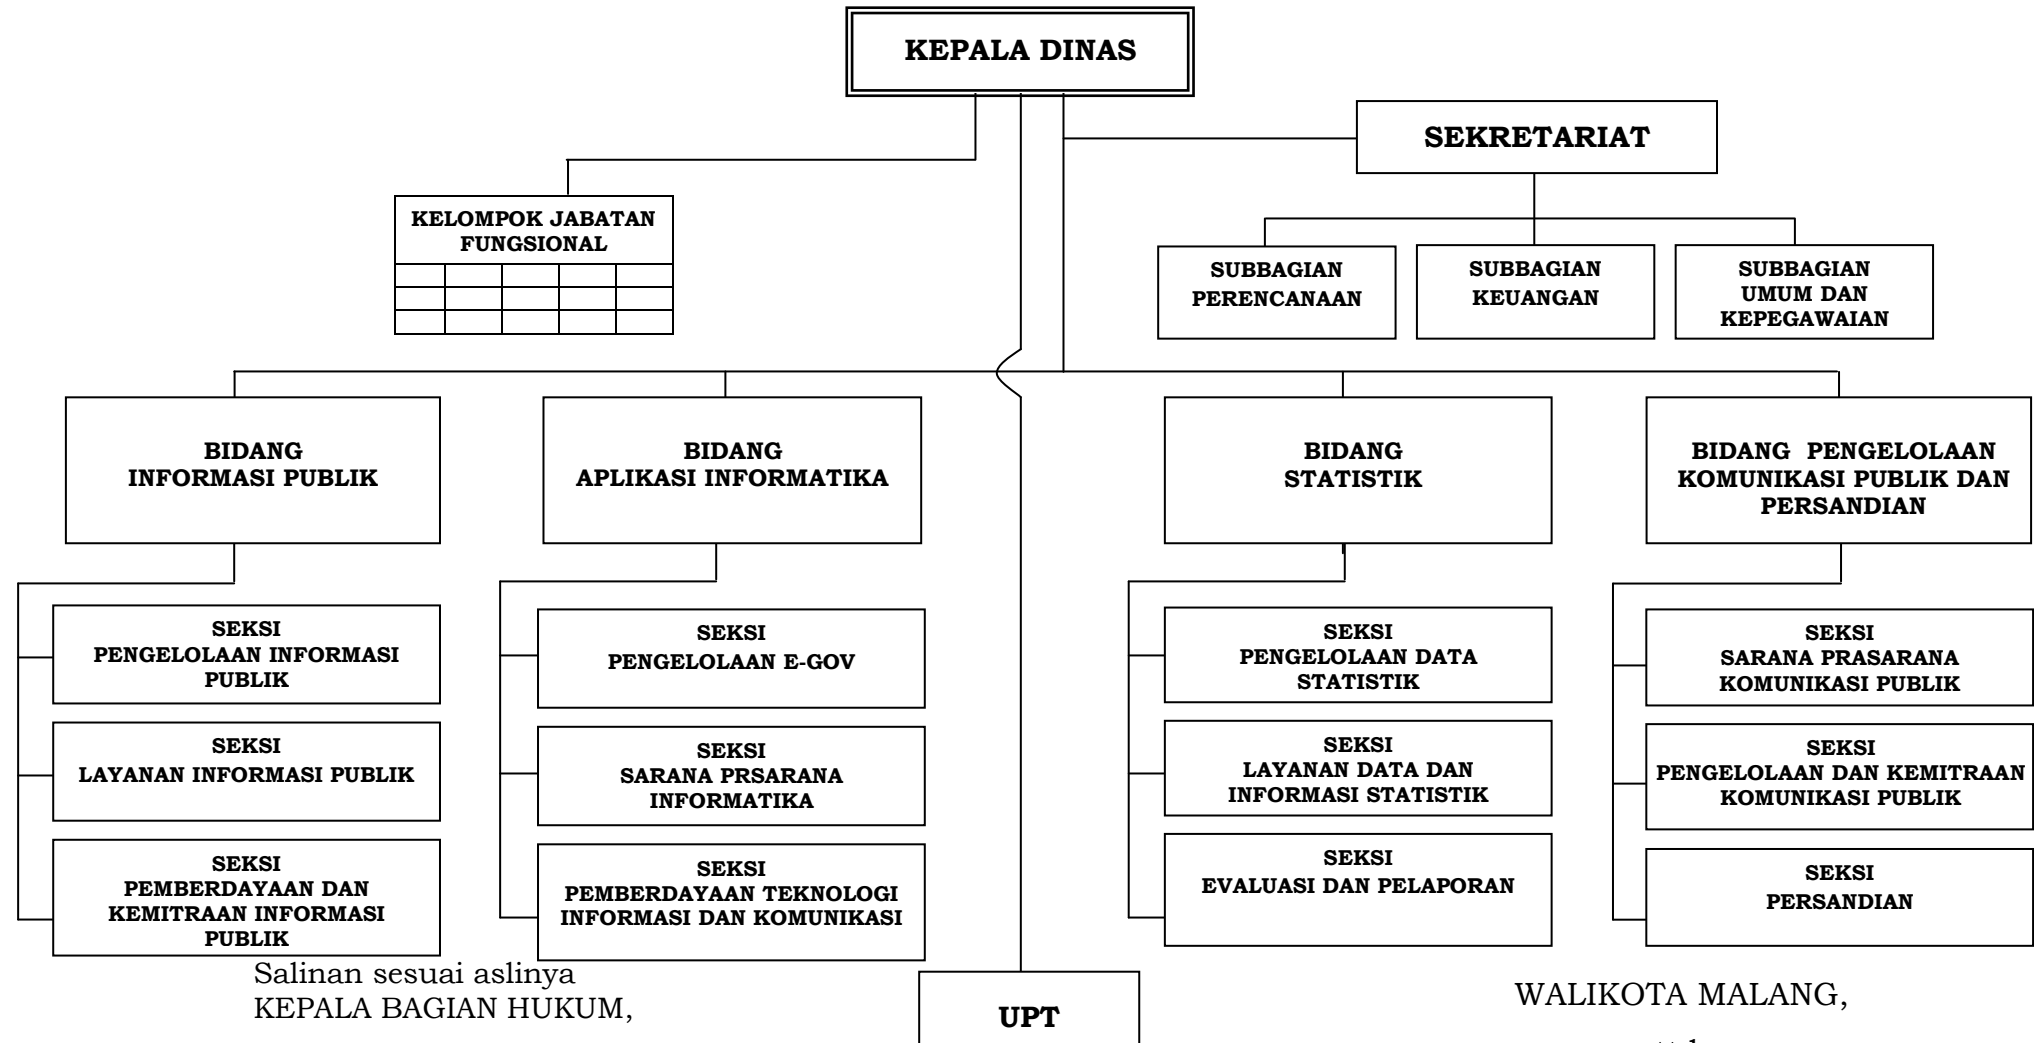 KEPALA DINAS
SEKRETARIAT
KELOMPOK JABATAN
FUNGSIONAL
SUBBAGIAN
PERENCANAAN
SUBBAGIAN
KEUANGAN
SUBBAGIAN
UMUM DAN
KEPEGAWAIAN
BIDANG
INFORMASI PUBLIK
BIDANG
APLIKASI INFORMATIKA
BIDANG
STATISTIK
BIDANG PENGELOLAAN
KOMUNIKASI PUBLIK DAN
PERSANDIAN
SEKSI
PENGELOLAAN INFORMASI
PUBLIK
SEKSI
LAYANAN INFORMASI PUBLIK
SEKSI
PEMBERDAYAAN DAN
KEMITRAAN INFORMASI
PUBLIK
SEKSI
PENGELOLAAN E-GOV
SEKSI
SARANA PRSARANA
INFORMATIKA
SEKSI
PEMBERDAYAAN TEKNOLOGI
INFORMASI DAN KOMUNIKASI
SEKSI
PENGELOLAAN DATA
STATISTIK
SEKSI
LAYANAN DATA DAN
INFORMASI STATISTIK
SEKSI
EVALUASI DAN PELAPORAN
SEKSI
SARANA PRASARANA
KOMUNIKASI PUBLIK
SEKSI
PENGELOLAAN DAN KEMITRAAN
KOMUNIKASI PUBLIK
SEKSI
PERSANDIAN
Salinan sesuai aslinya
KEPALA BAGIAN HUKUM,
UPT
WALIKOTA MALANG,